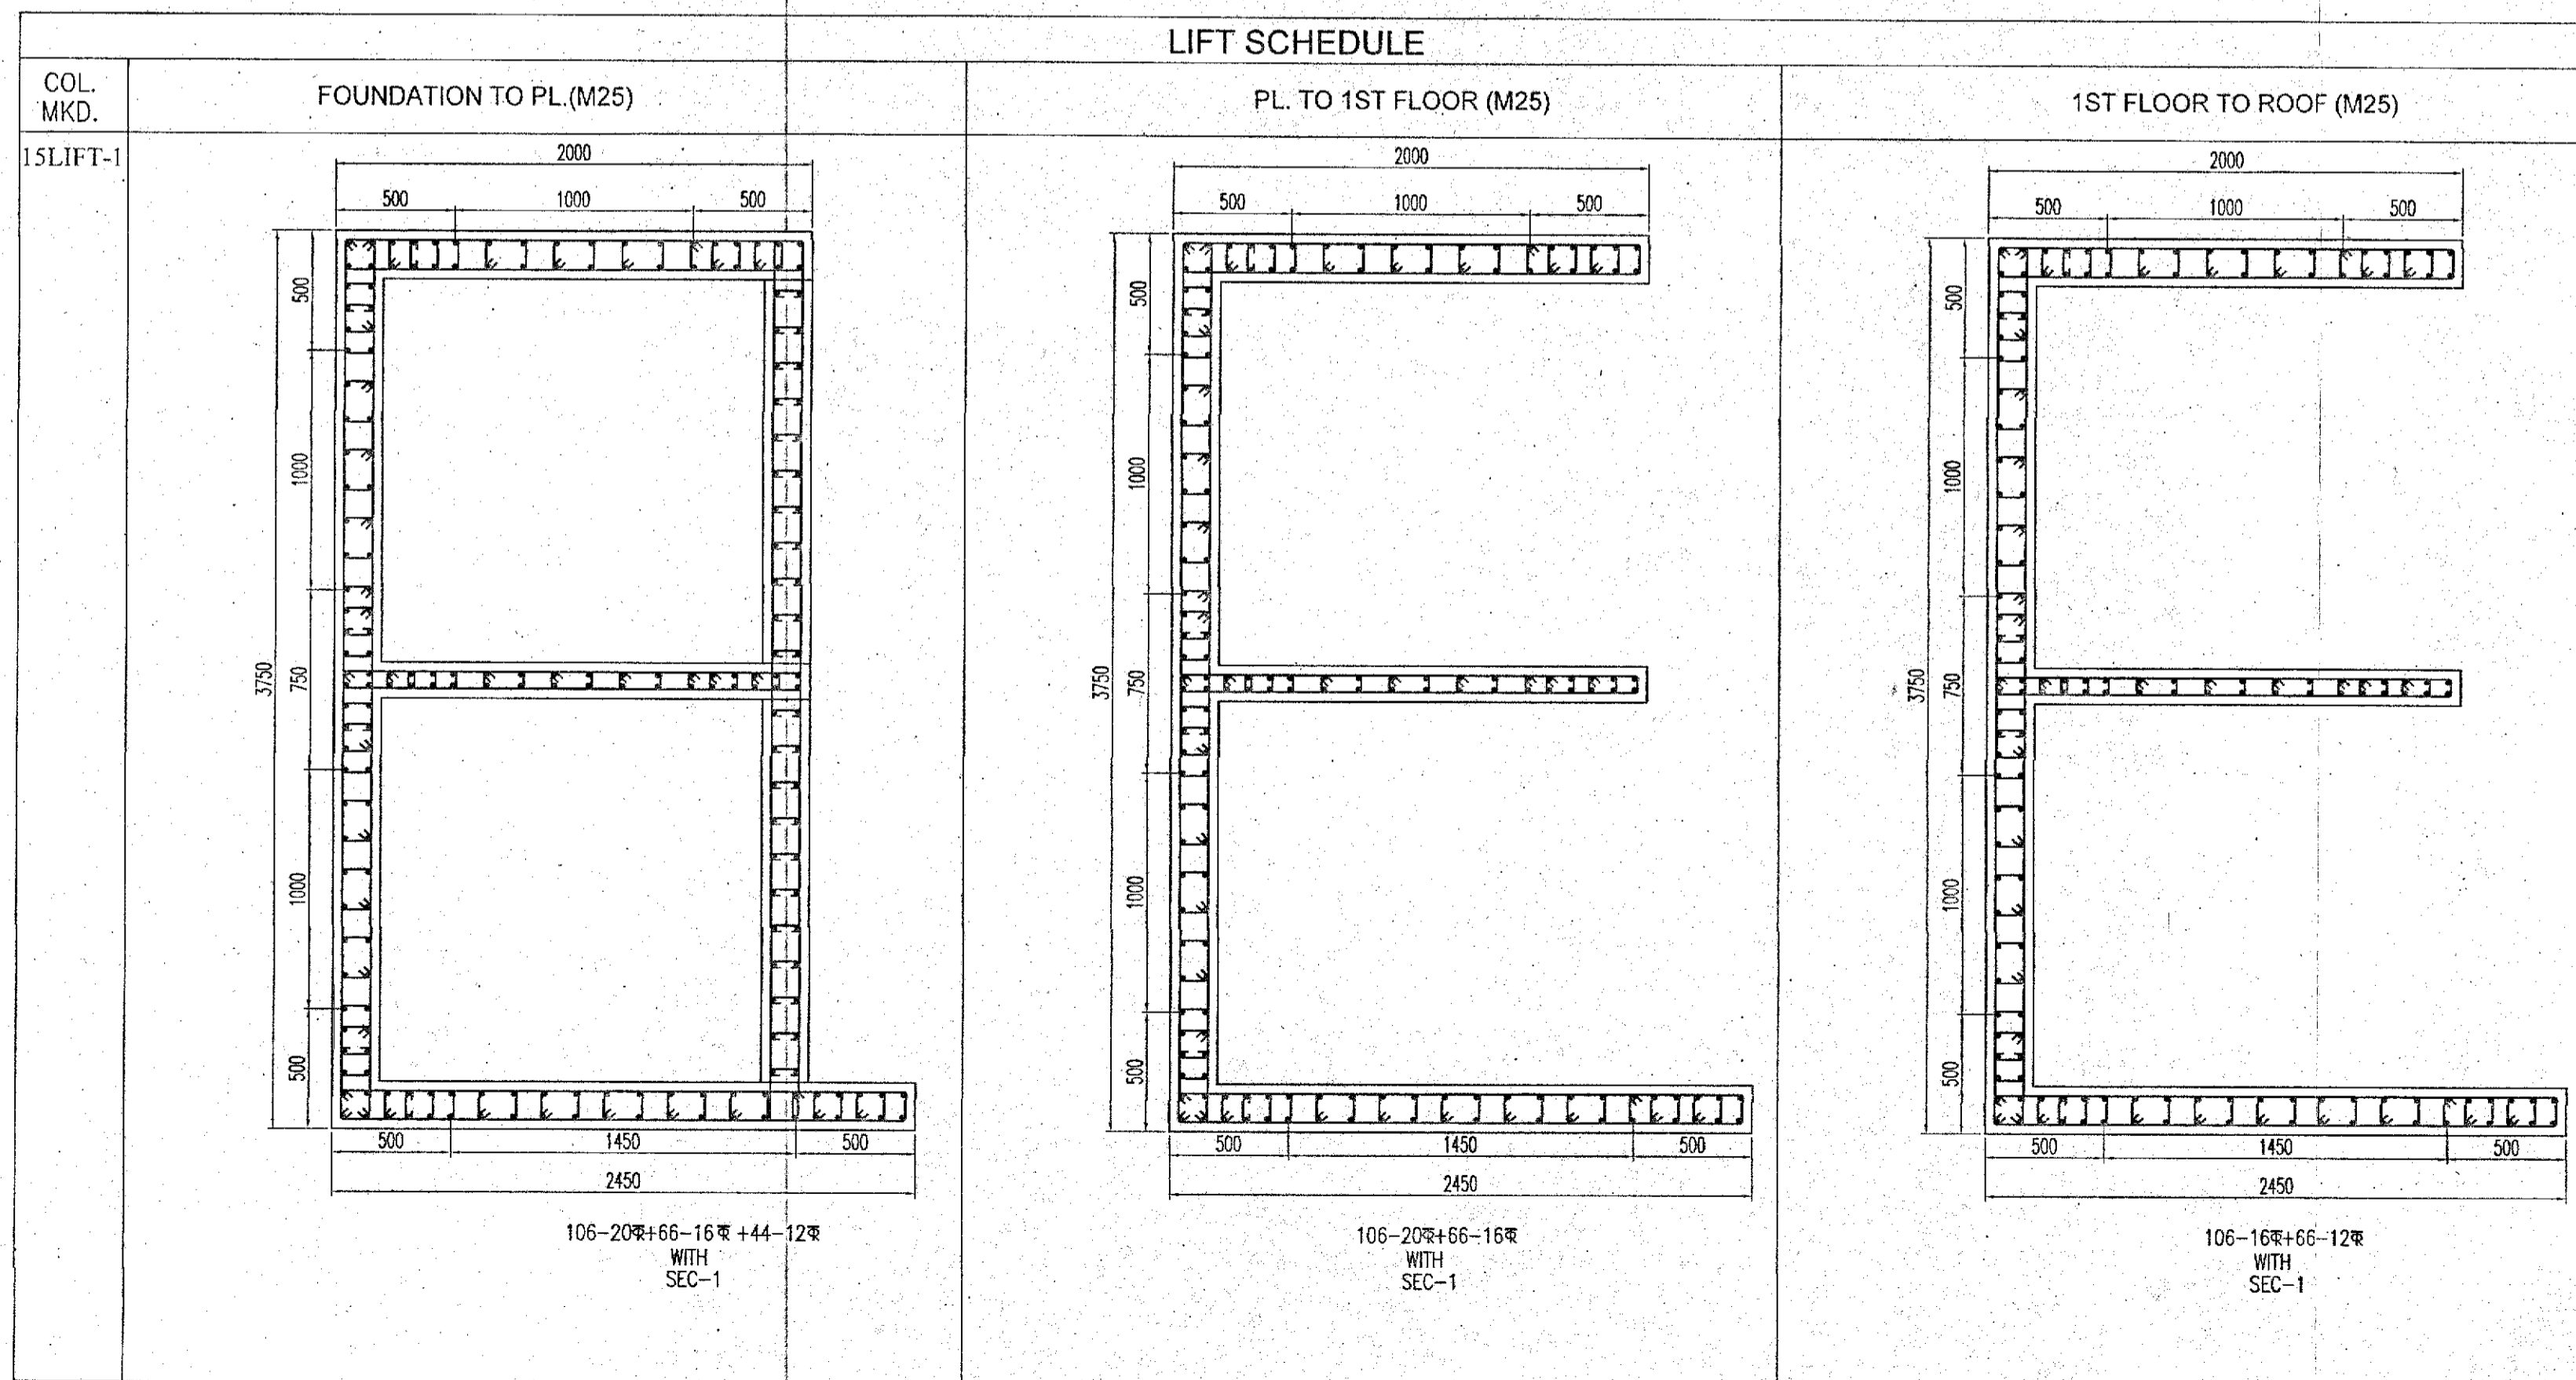 LIFT SCHEDULE
COL.
MKD.
FOUNDATION TO PL.(M25)
PL. TO 1ST FLOOR (M25)
1ST FLOOR TO ROOF (M25)
15LIFT-1
2000
500
1000
500
500
1000
750
1000
500
3750
500
1450
500
2450
106-20क+66-16क +44-12क
WITH
SEC-1
2000
500
1000
500
500
1000
750
1000
500
3750
500
1450
500
2450
106-20क+66-16क
WITH
SEC-1
2000
500
1000
500
500
1000
750
1000
500
3750
500
1450
500
2450
106-16क+66-12क
WITH
SEC-1